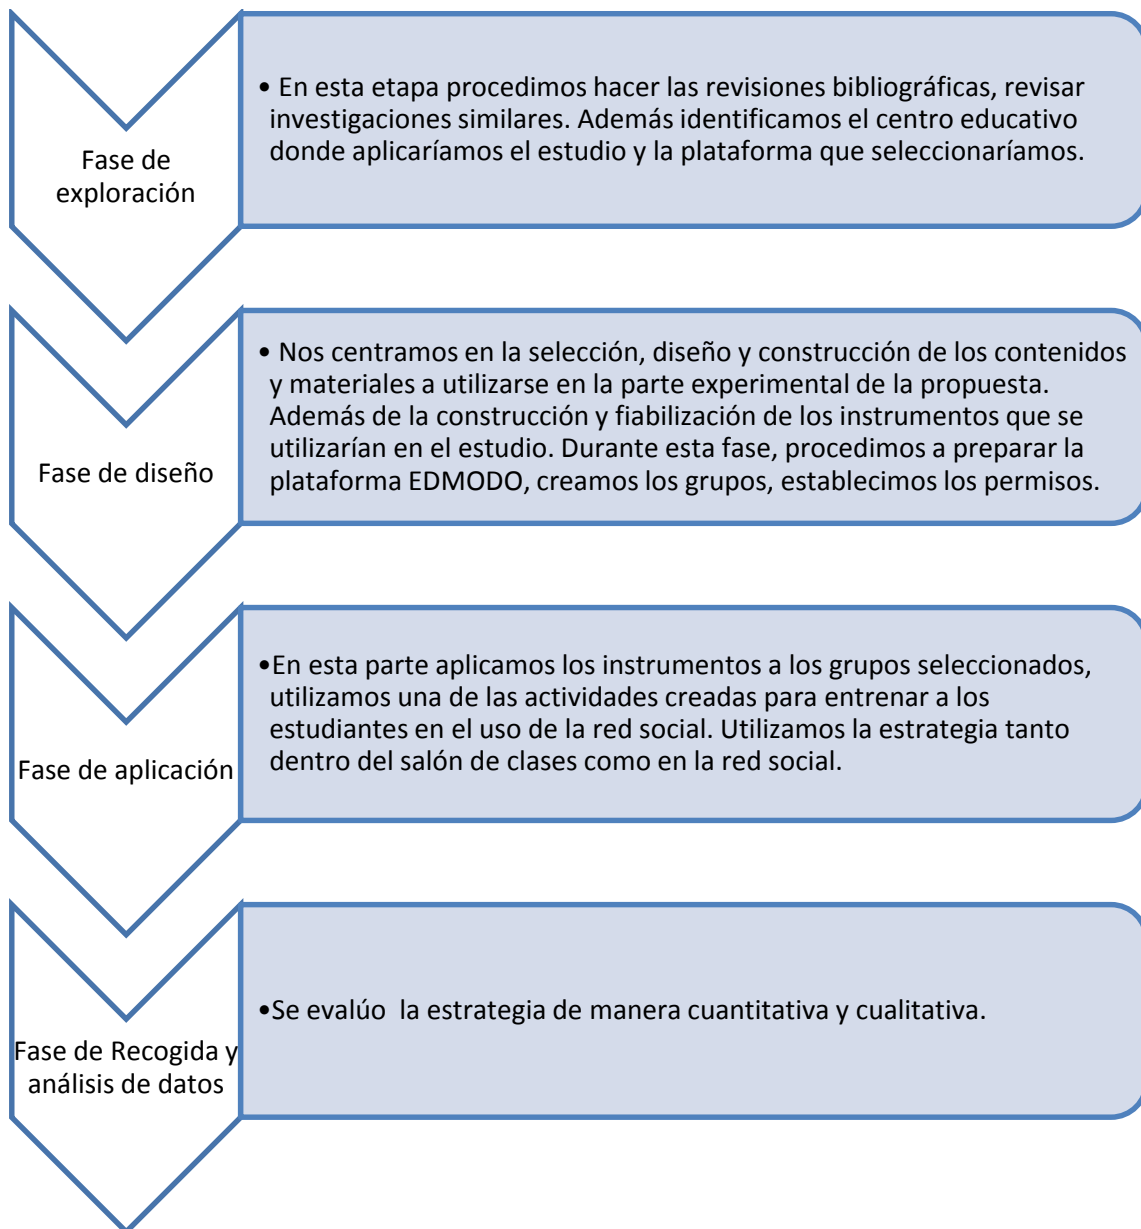 Fase de
exploración
• En esta etapa procedimos hacer las revisiones bibliográficas, revisar
investigaciones similares. Además identificamos el centro educativo
donde aplicaríamos el estudio y la plataforma que seleccionaríamos.
Fase de diseño
• Nos centramos en la selección, diseño y construcción de los contenidos
y materiales a utilizarse en la parte experimental de la propuesta.
Además de la construcción y fiabilización de los instrumentos que se
utilizarían en el estudio. Durante esta fase, procedimos a preparar la
plataforma EDMODO, creamos los grupos, establecimos los permisos.
Fase de aplicación
•En esta parte aplicamos los instrumentos a los grupos seleccionados,
utilizamos una de las actividades creadas para entrenar a los
estudiantes en el uso de la red social. Utilizamos la estrategia tanto
dentro del salón de clases como en la red social.
Fase de Recogida y
análisis de datos
•Se evalúo  la estrategia de manera cuantitativa y cualitativa.